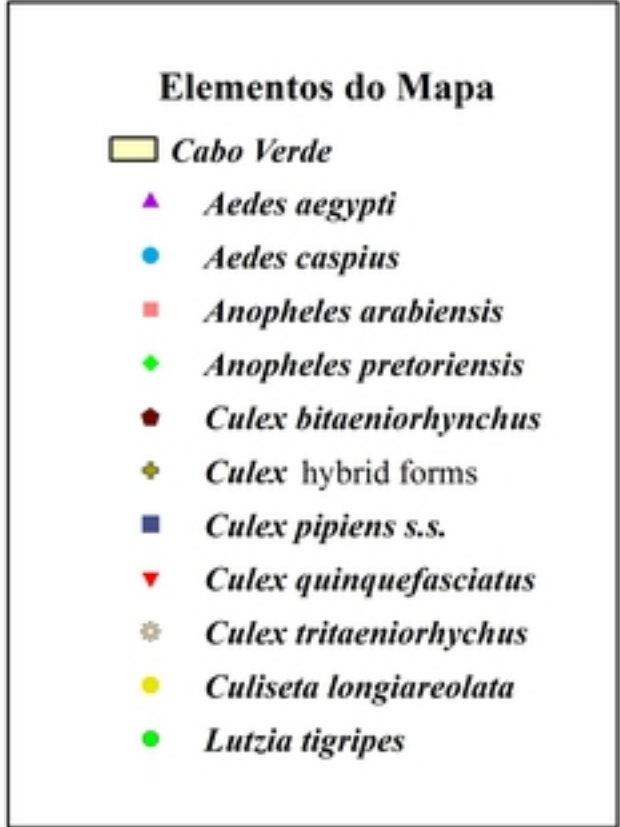 Elementos do Mapa
Cabo Verde
Aedes aegypti
Aedes caspius
Anopheles arabiensis
Anopheles pretoriensis
Culex bitaeniorhynchus
Culex hybrid forms
Culex pipiens s.s.
Culex quinquefasciatus
Culex tritaeniorhychus
Culiseta longiareolata
Lutzia tigripes